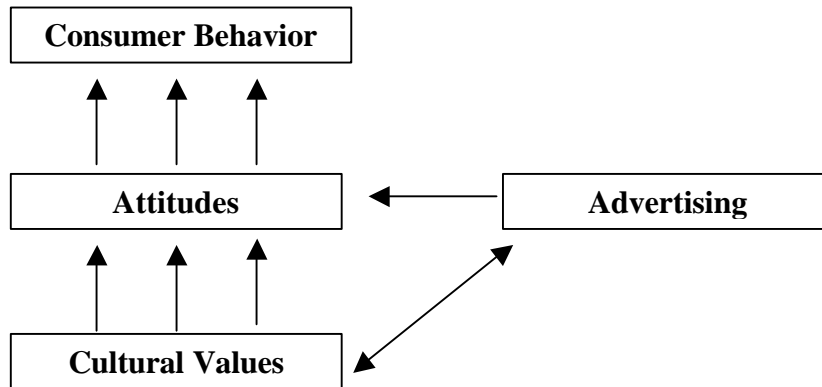 Consumer Behavior
Attitudes
Advertising
Cultural Values